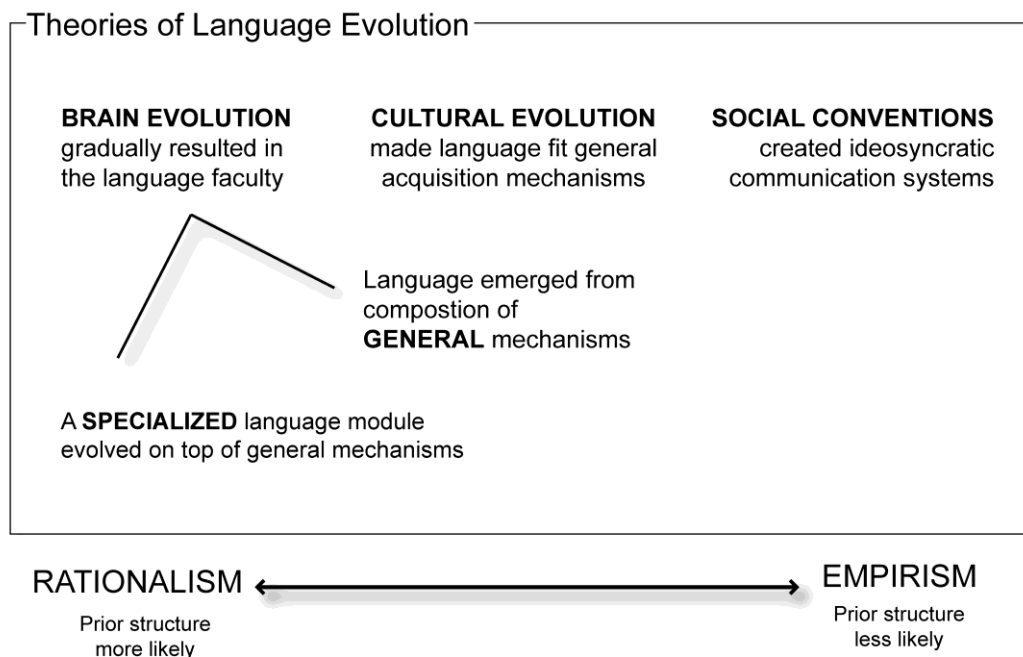 Theories of Language Evolution
BRAIN EVOLUTION
gradually resulted in
the language faculty
CULTURAL EVOLUTION
made language fit general
acquisition mechanisms
SOCIAL CONVENTIONS
created ideosyncratic
communication systems
Language emerged from
compostion of
GENERAL mechanisms
A SPECIALIZED language module
evolved on top of general mechanisms
RATIONALISM
Prior structure
more likely
EMPIRISM
Prior structure
less likely